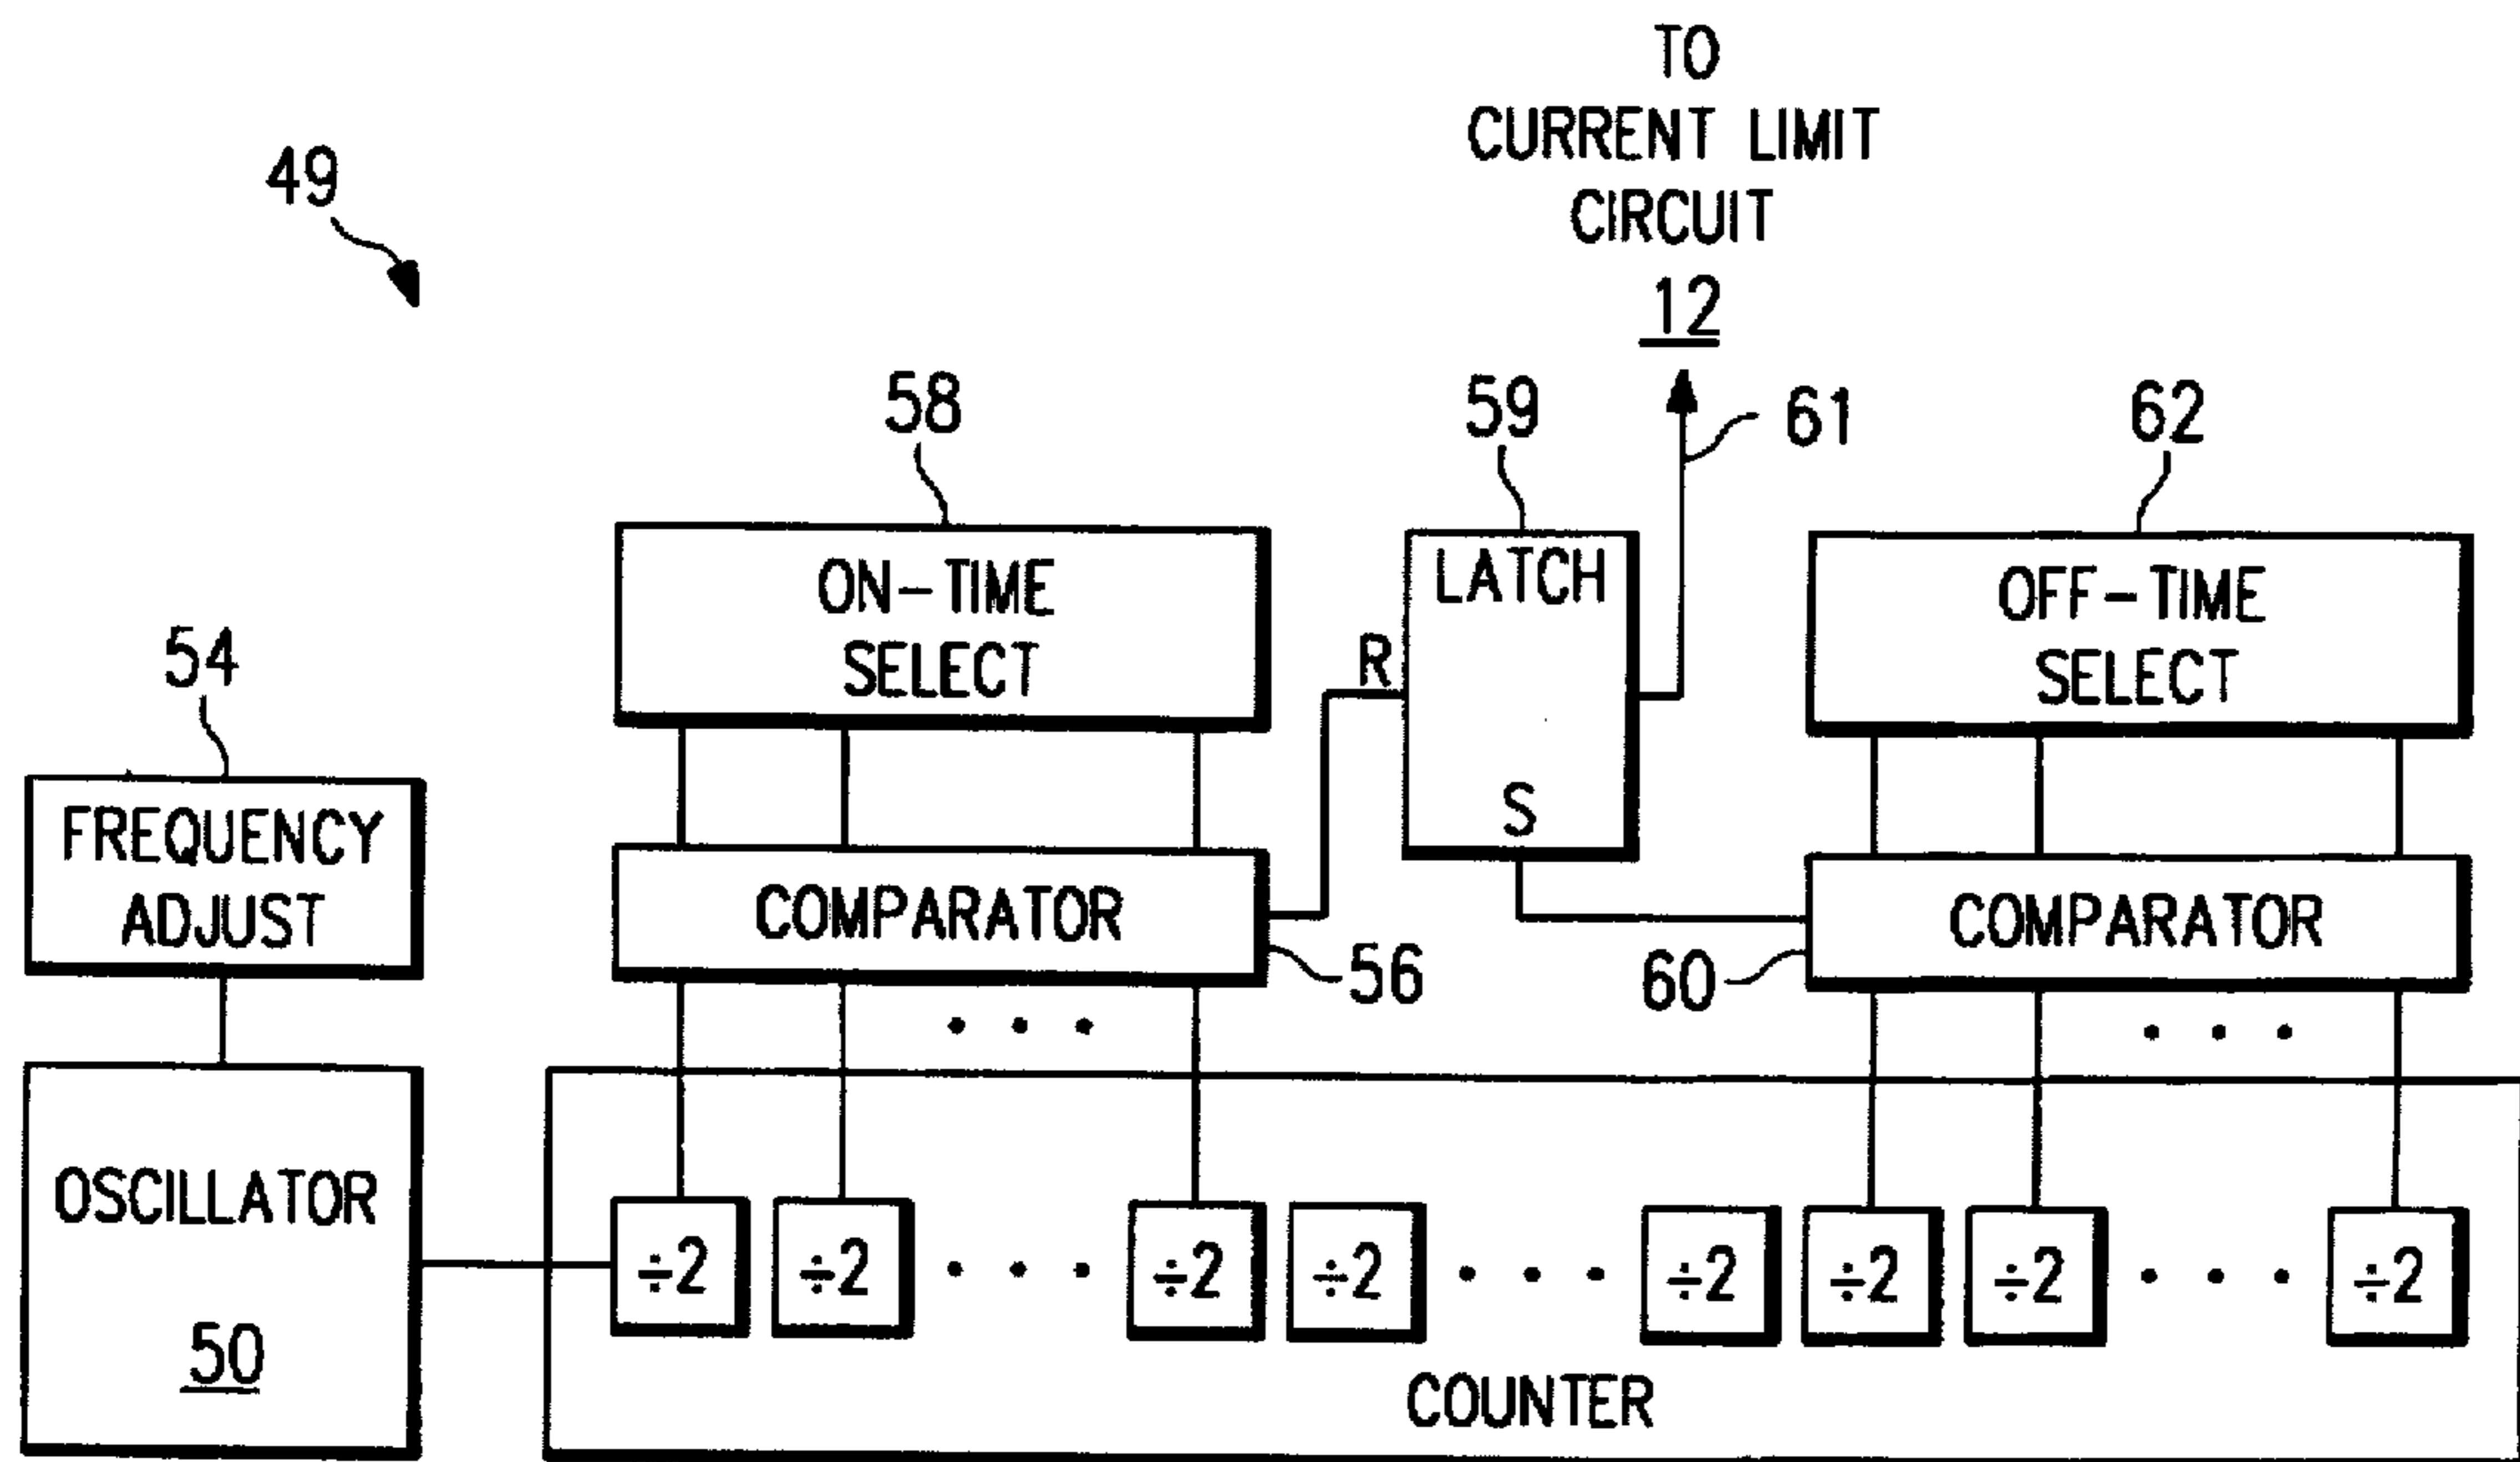 TO
CURRENT LIMIT
CIRCUIT
12
49
58
59
61
62
ON-TIME
SELECT
LATCH
R
S
OFF-TIME
SELECT
54
FREQUENCY
ADJUST
COMPARATOR
56
60
COMPARATOR
. . .
. . .
OSCILLATOR
50
÷2 ÷2 . . . ÷2 ÷2 . . . ÷2 ÷2 ÷2 . . . ÷2
COUNTER